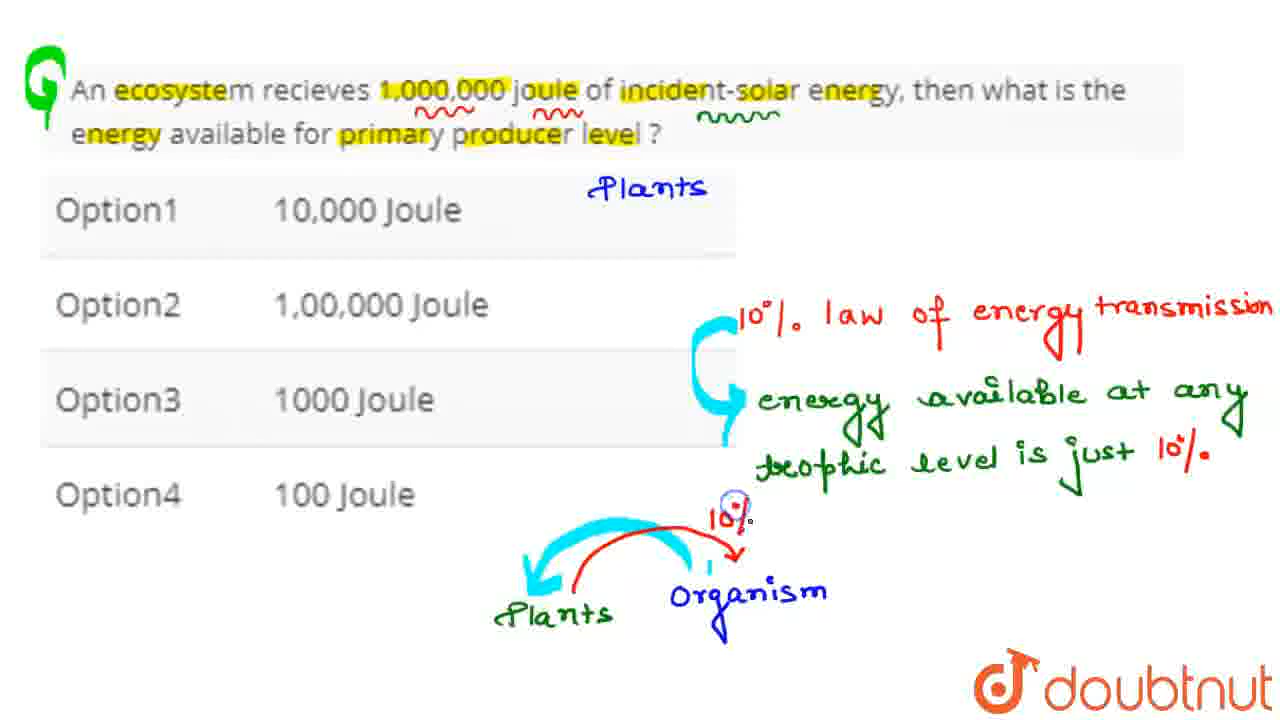 An ecosystem recieves 1,000,000 joule of incident-solar energy, then what is the
energy available for primary producer level ?
Plants
Option1 10,000 Joule
Option2 1,00,000 Joule
10%. law of energy transmission
Option3 1000 Joule
energy available at any
trophic level is just 10%.
Option4 100 Joule
10%
Plants Organism
doubtnut